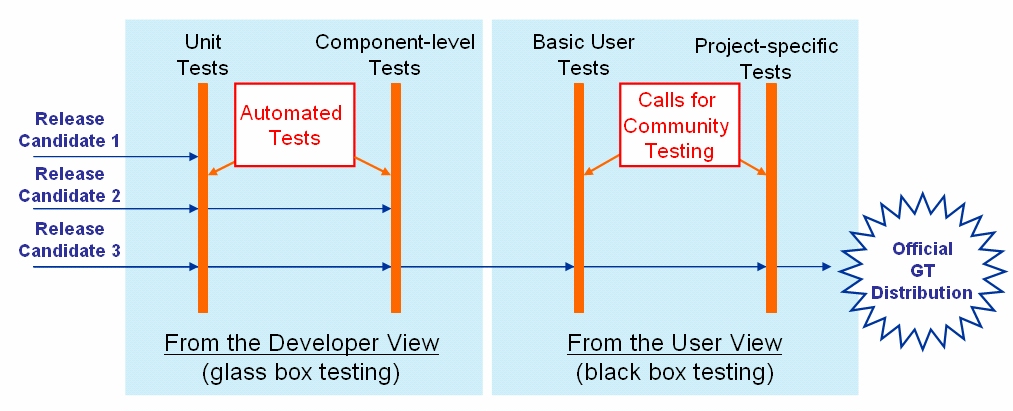 Unit
Tests
Component-level
Tests
Basic User
Tests
Project-specific
Tests
Automated
Tests
Calls for
Community
Testing
Release
Candidate 1
Release
Candidate 2
Release
Candidate 3
Official
GT
Distribution
From the Developer View
(glass box testing)
From the User View
(black box testing)